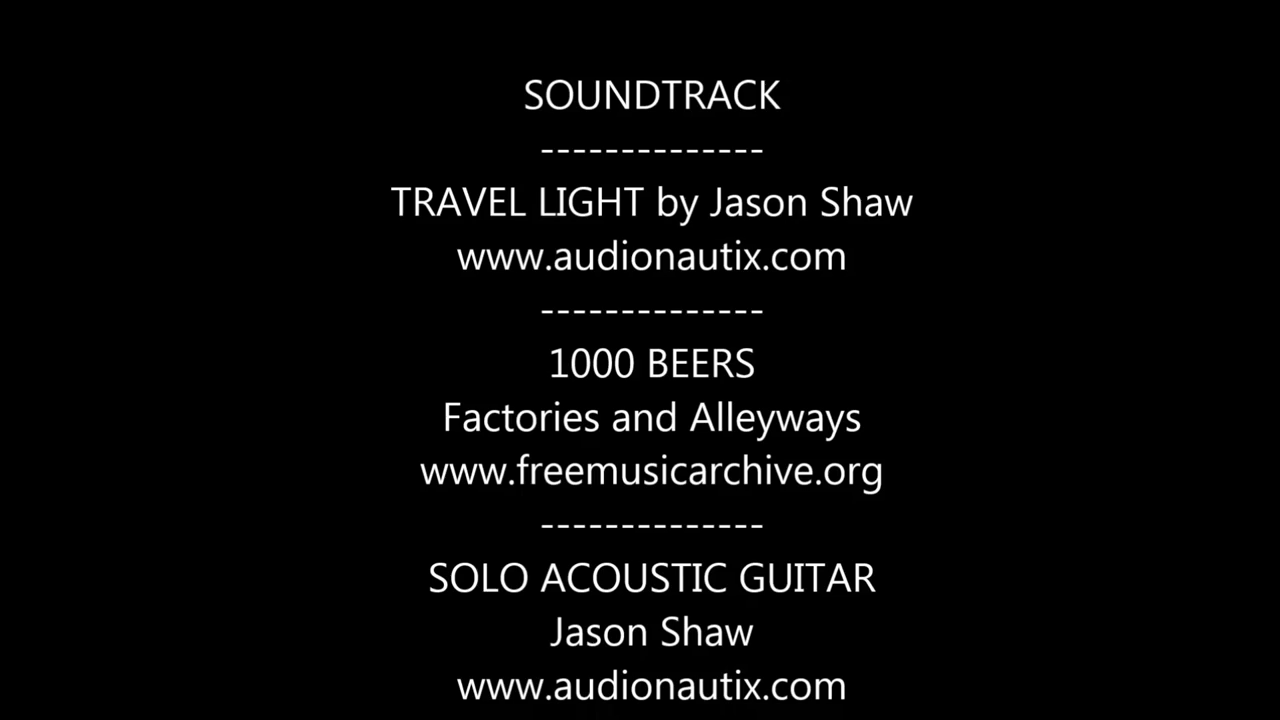 SOUNDTRACK
--------------
TRAVEL LIGHT by Jason Shaw
www.audionautix.com
--------------
1000 BEERS
Factories and Alleyways
www.freemusicarchive.org
--------------
SOLO ACOUSTIC GUITAR
Jason Shaw
www.audionautix.com